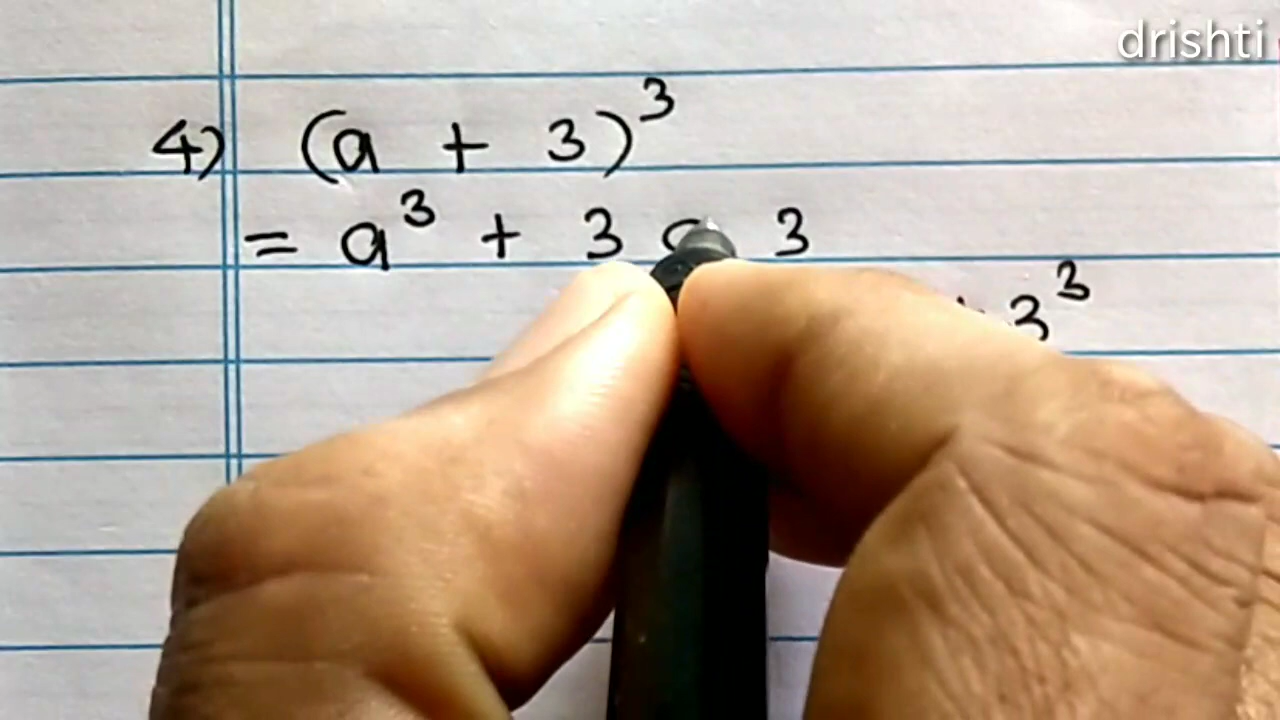 drishti
4) (a + 3)³
= a³ + 3 3
3³